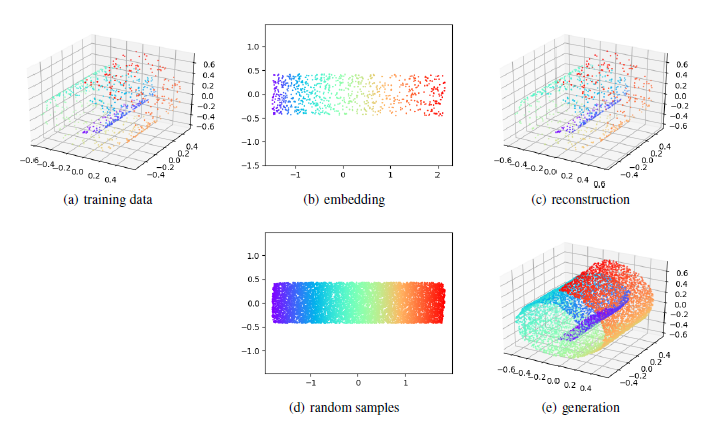 0.6
0.4
0.2
0.0
−0.2
−0.4
−0.6
−0.6 −0.4 −0.2 0.0 0.2 0.4
−0.4 −0.2 0.0 0.2 0.4
(a) training data
1.0
0.5
0.0
−0.5
−1.0
−1.5
−1 0 1 2
(b) embedding
0.6
0.4
0.2
0.0
−0.2
−0.4
−0.6
−0.6 −0.4 −0.2 0.0 0.2 0.4 0.6
−0.4 −0.2 0.0 0.2 0.4
(c) reconstruction
1.0
0.5
0.0
−0.5
−1.0
−1 0 1
(d) random samples
0.6
0.4
0.2
0.0
−0.2
−0.4
−0.6
−0.6 −0.4 −0.2 0.0 0.2 0.4
−0.4 −0.2 0.0 0.2 0.4
(e) generation